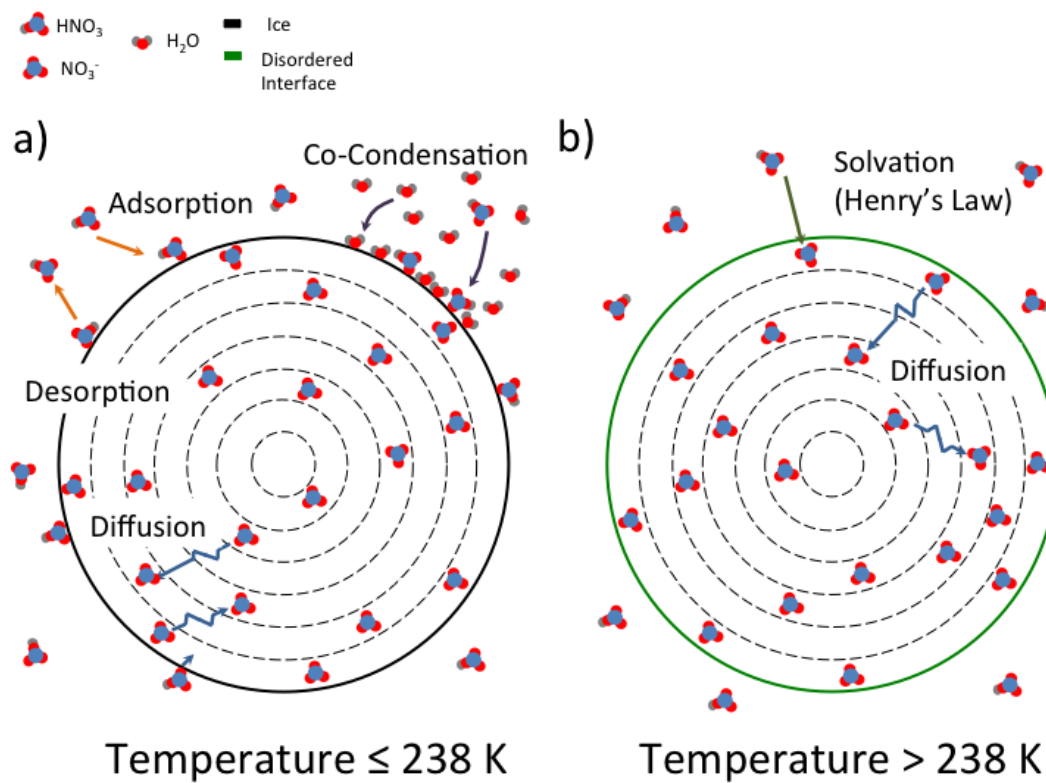 HNO₃
H₂O
Ice
NO₃⁻
Disordered
Interface
a)
b)
Co-Condensation
Solvation
(Henry's Law)
Adsorption
Desorption
Diffusion
Diffusion
Temperature ≤ 238 K
Temperature > 238 K